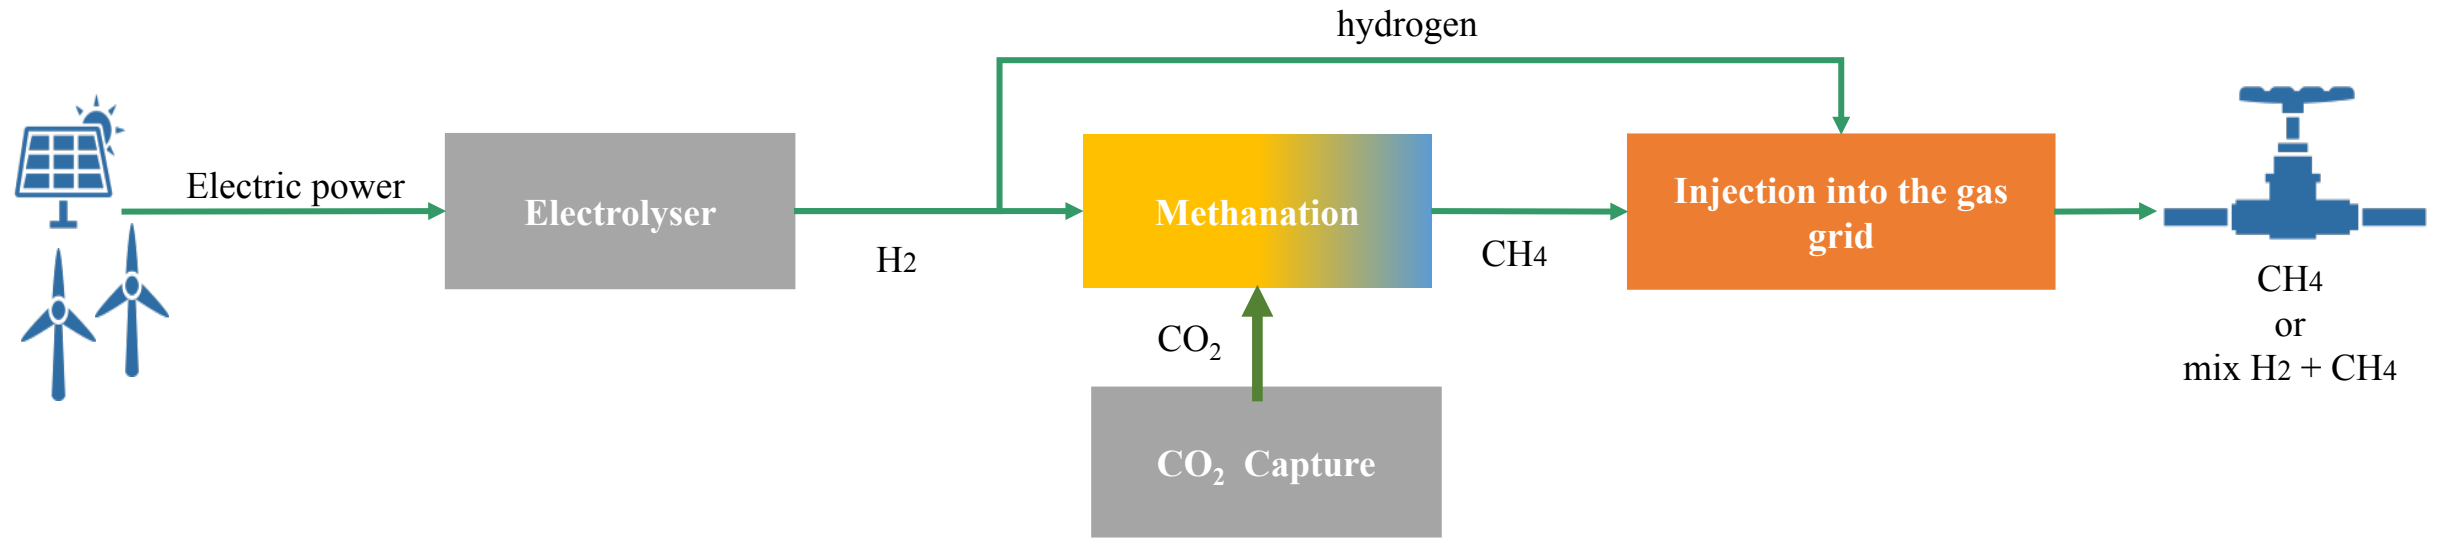 hydrogen
Electric power
Electrolyser
H2
Methanation
CH4
Injection into the gas
grid
CH4
or
mix H2 + CH4
CO₂
CO₂ Capture